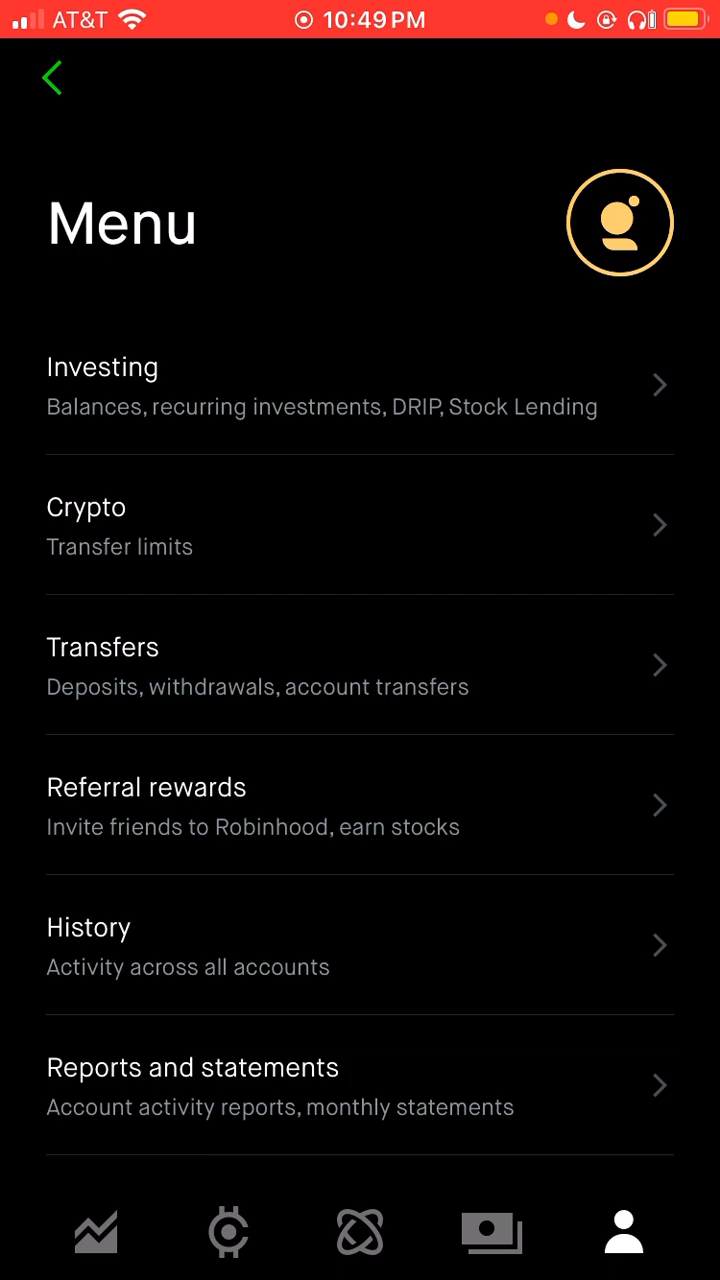 AT&T 10:49 PM
Menu
Investing
Balances, recurring investments, DRIP, Stock Lending
Crypto
Transfer limits
Transfers
Deposits, withdrawals, account transfers
Referral rewards
Invite friends to Robinhood, earn stocks
History
Activity across all accounts
Reports and statements
Account activity reports, monthly statements